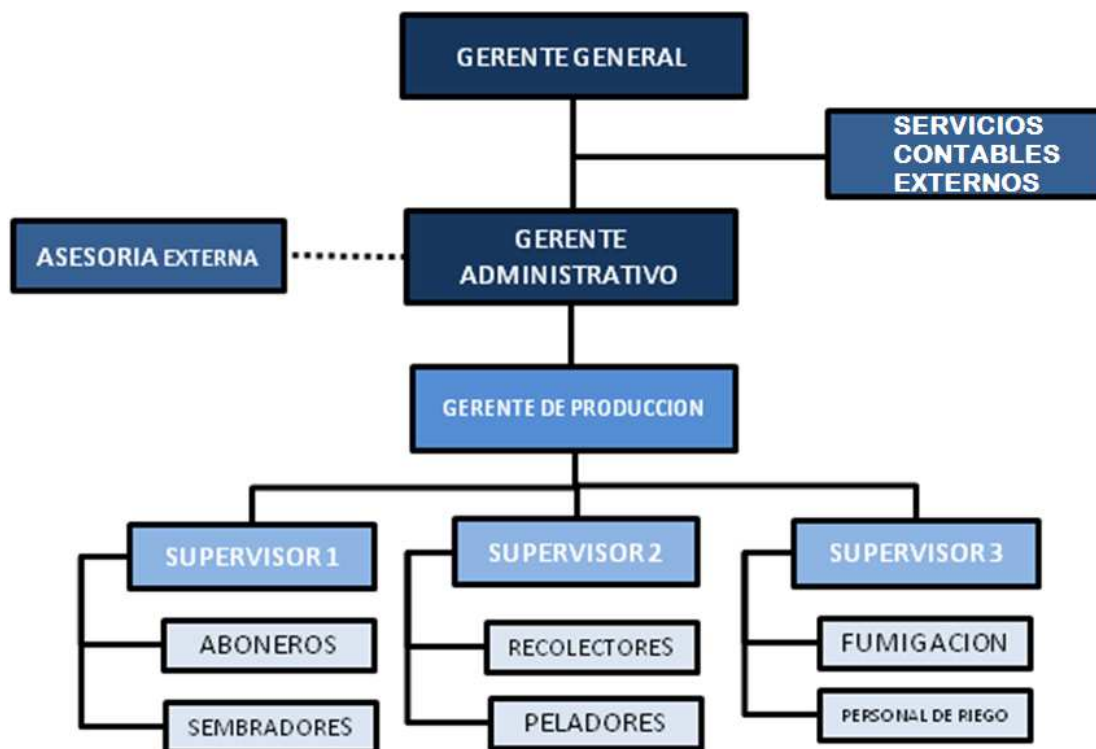 GERENTE GENERAL
SERVICIOS
CONTABLES
EXTERNOS
ASESORIA EXTERNA
GERENTE
ADMINISTRATIVO
GERENTE DE PRODUCCION
SUPERVISOR 1
SUPERVISOR 2
SUPERVISOR 3
ABONEROS
RECOLECTORES
FUMIGACION
SEMBRADORES
PELADORES
PERSONAL DE RIEGO